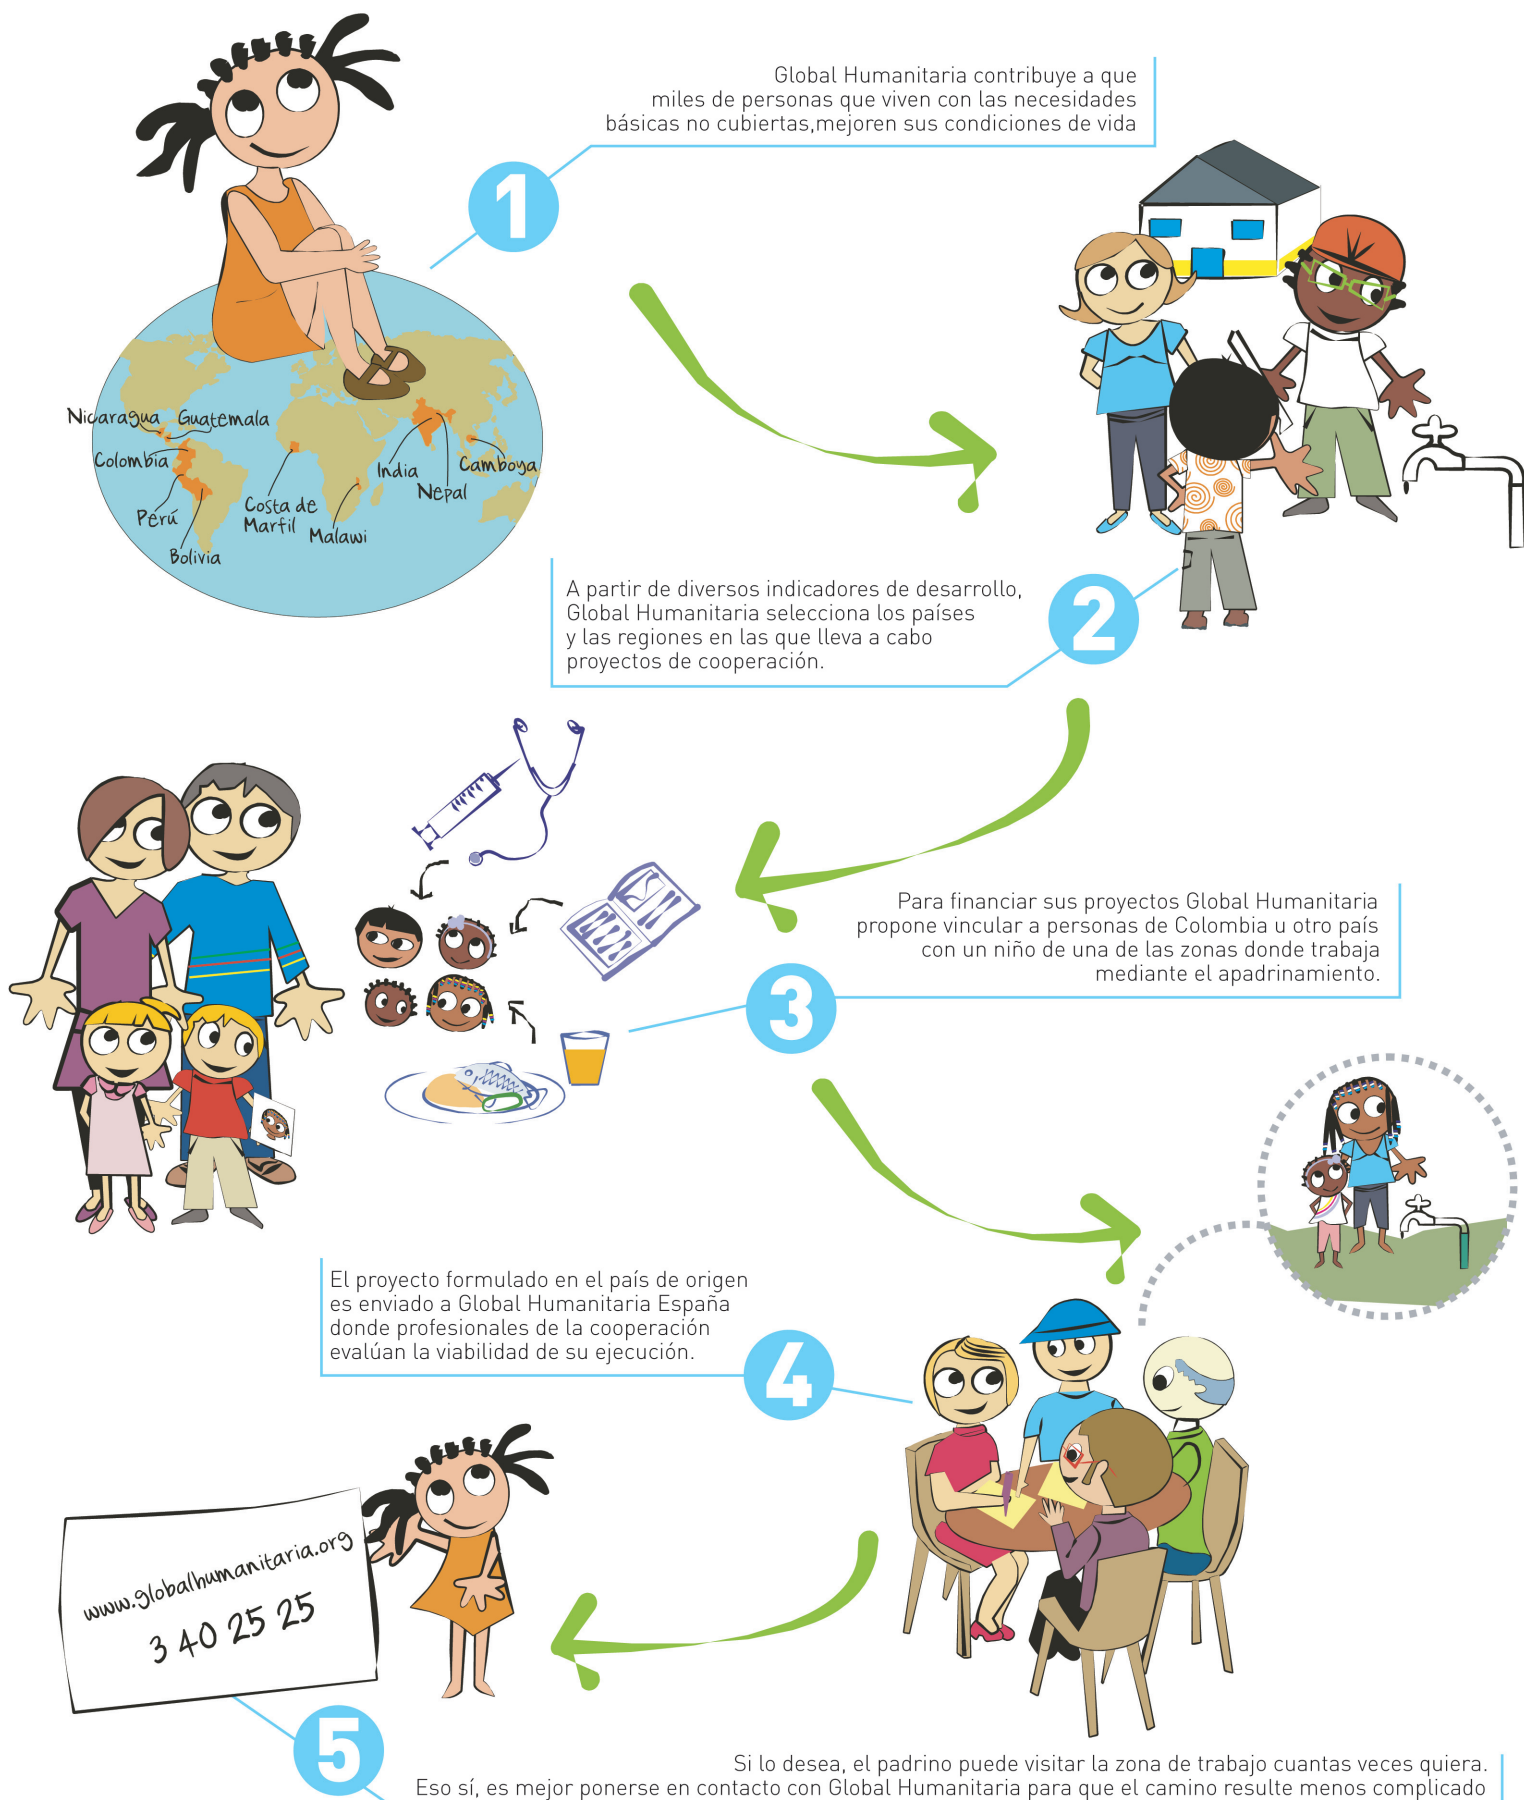 Global Humanitaria contribuye a que
miles de personas que viven con las necesidades
básicas no cubiertas,mejoren sus condiciones de vida
1
Nicaragua
Guatemala
Colombia
Perú
Bolivia
Costa de
Marfil
Malawi
India
Nepal
Camboya
A partir de diversos indicadores de desarrollo,
Global Humanitaria selecciona los países
y las regiones en las que lleva a cabo
proyectos de cooperación.
2
Para financiar sus proyectos Global Humanitaria
propone vincular a personas de Colombia u otro país
con un niño de una de las zonas donde trabaja
mediante el apadrinamiento.
3
El proyecto formulado en el país de origen
es enviado a Global Humanitaria España
donde profesionales de la cooperación
evalúan la viabilidad de su ejecución.
4
www.globalhumanitaria.org
3 40 25 25
5
Si lo desea, el padrino puede visitar la zona de trabajo cuantas veces quiera.
Eso sí, es mejor ponerse en contacto con Global Humanitaria para que el camino resulte menos complicado